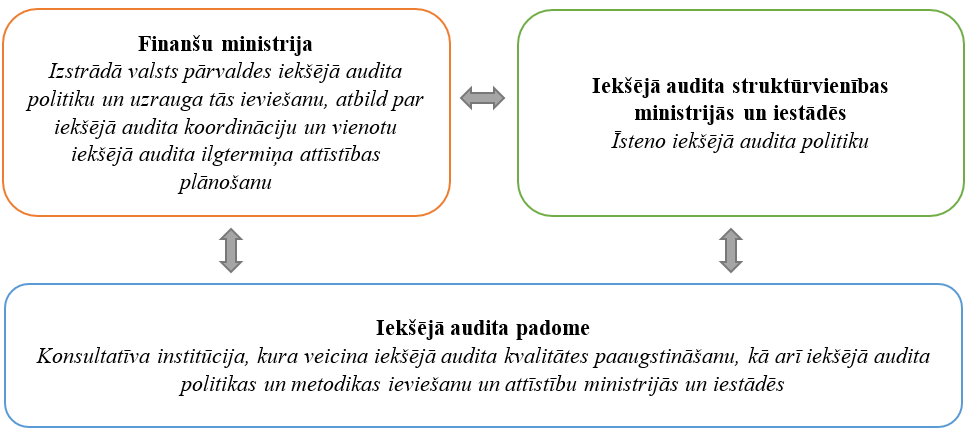 Finanšu ministrija
Izstrādā valsts pārvaldes iekšējā audita
politiku un uzrauga tās ieviešanu, atbild par
iekšējā audita koordināciju un vienotu
iekšējā audita ilgtermiņa attīstības
plānošanu
Iekšējā audita struktūrvienības
ministrijās un iestādēs
Īsteno iekšējā audita politiku
Iekšējā audita padome
Konsultatīva institūcija, kura veicina iekšējā audita kvalitātes paaugstināšanu, kā arī iekšējā audita
politikas un metodikas ieviešanu un attīstību ministrijās un iestādēs